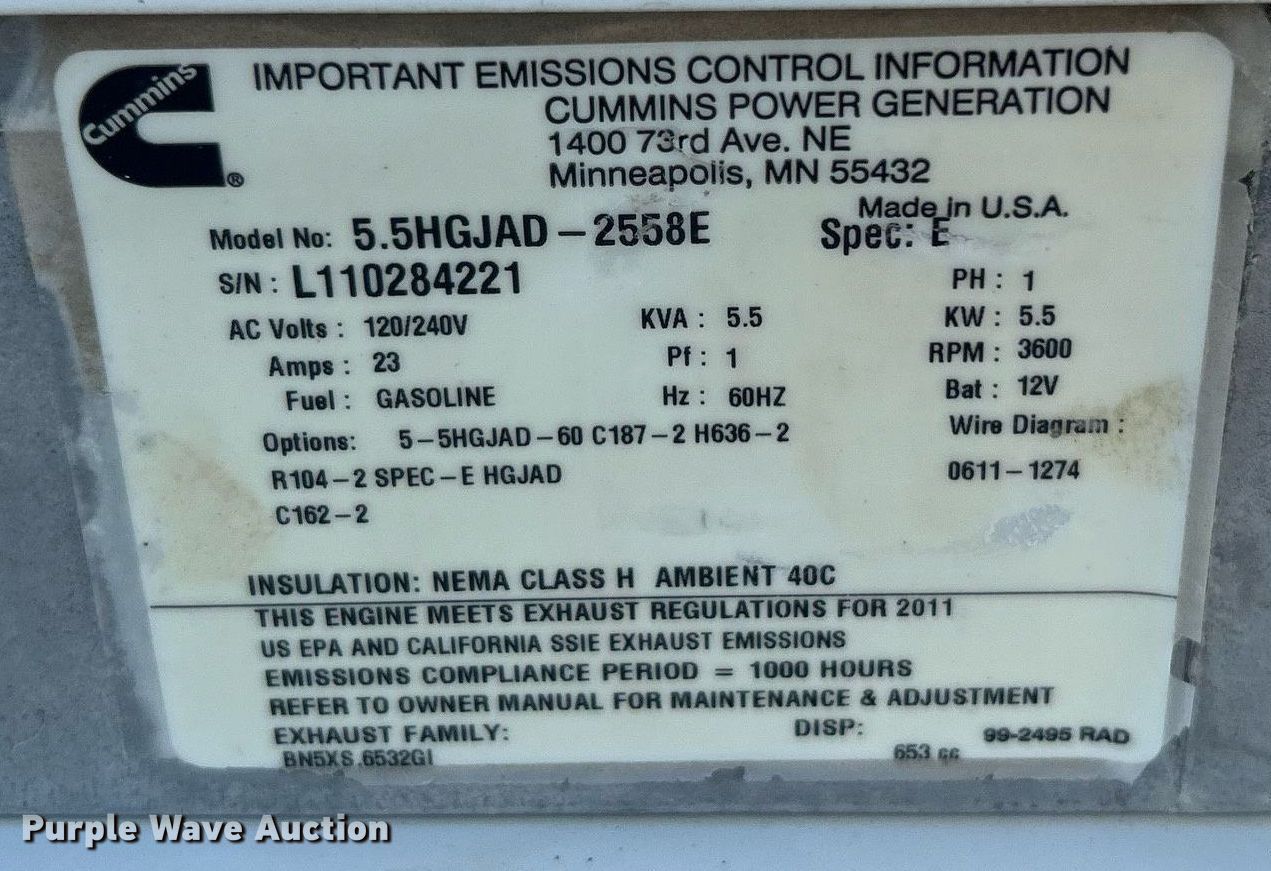 Cummins
®
IMPORTANT EMISSIONS CONTROL INFORMATION
CUMMINS POWER GENERATION
1400 73rd Ave. NE
Minneapolis, MN 55432
Made in U.S.A.
Model No: 5.5HGJAD-2558E Spec: E
S/N : L110284221 PH : 1
AC Volts : 120/240V KVA : 5.5 KW : 5.5
Amps : 23 Pf : 1 RPM : 3600
Fuel : GASOLINE Hz : 60HZ Bat : 12V
Options: 5-5HGJAD-60 C187-2 H636-2 Wire Diagram :
R104-2 SPEC-E HGJAD 0611-1274
C162-2
INSULATION: NEMA CLASS H AMBIENT 40C
THIS ENGINE MEETS EXHAUST REGULATIONS FOR 2011
US EPA AND CALIFORNIA SSIE EXHAUST EMISSIONS
EMISSIONS COMPLIANCE PERIOD = 1000 HOURS
REFER TO OWNER MANUAL FOR MAINTENANCE & ADJUSTMENT
EXHAUST FAMILY: DISP: 99-2495 RAD
BN5XS.6532GI 653 cc
Purple Wave Auction